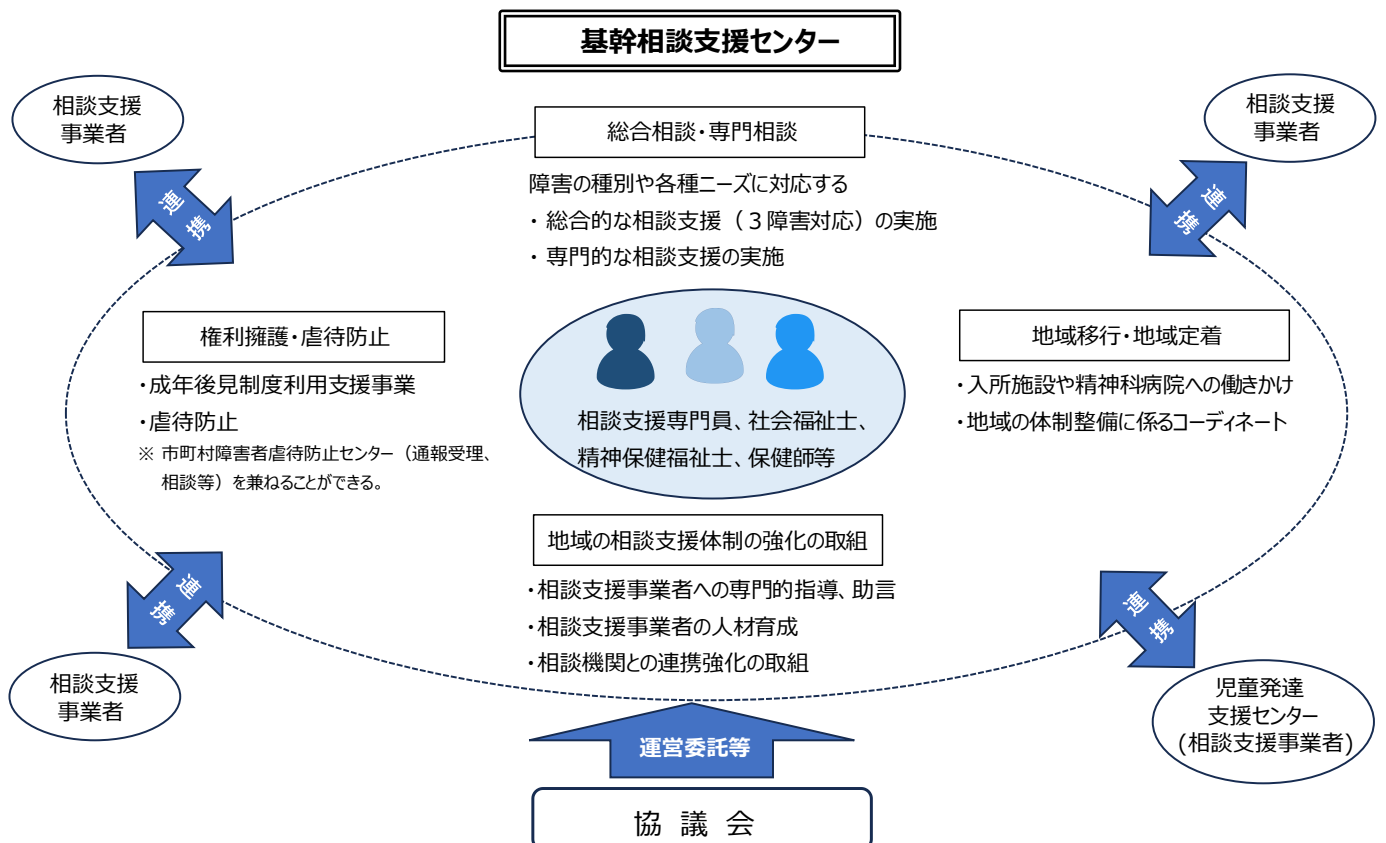 基幹相談支援センター
相談支援
事業者
相談支援
事業者
総合相談・専門相談
障害の種別や各種ニーズに対応する
・ 総合的な相談支援（３障害対応）の実施
・ 専門的な相談支援の実施
連携
連携
権利擁護・虐待防止
・成年後見制度利用支援事業
・虐待防止
※ 市町村障害者虐待防止センター（通報受理、
相談等）を兼ねることができる。
相談支援専門員、社会福祉士、
精神保健福祉士、保健師等
地域移行・地域定着
・入所施設や精神科病院への働きかけ
・地域の体制整備に係るコーディネート
地域の相談支援体制の強化の取組
・相談支援事業者への専門的指導、助言
・相談支援事業者の人材育成
・相談機関との連携強化の取組
連携
連携
相談支援
事業者
児童発達
支援センター
(相談支援事業者)
運営委託等
協 議 会